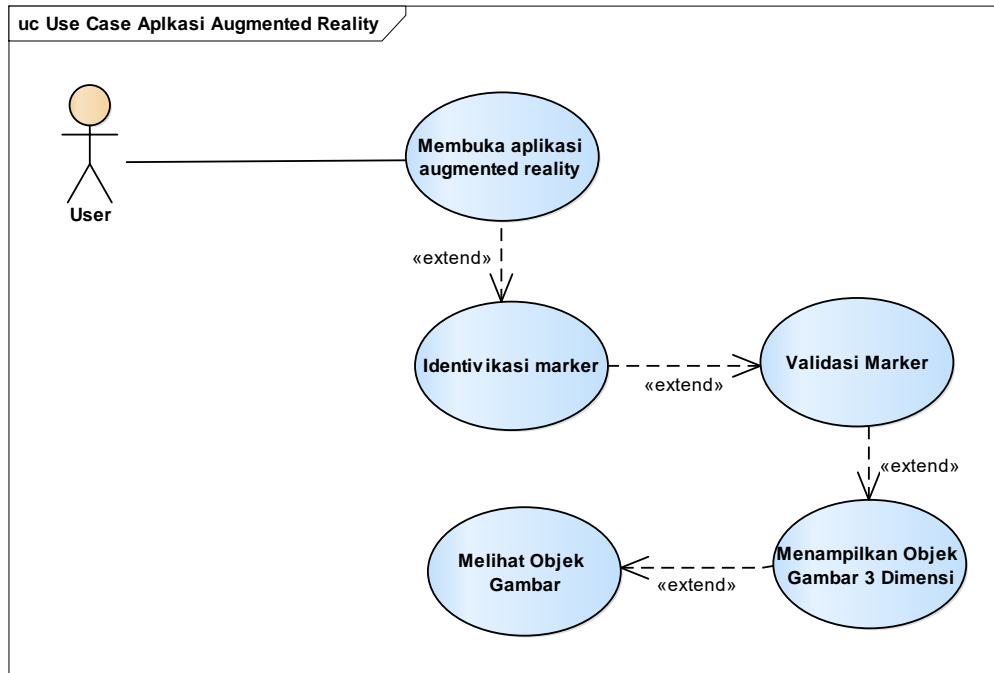 uc Use Case Aplkasi Augmented Reality
Membuka aplikasi
augmented reality
User
«extend»
Identivikasi marker
«extend»
Validasi Marker
«extend»
Menampilkan Objek
Gambar 3 Dimensi
«extend»
Melihat Objek
Gambar